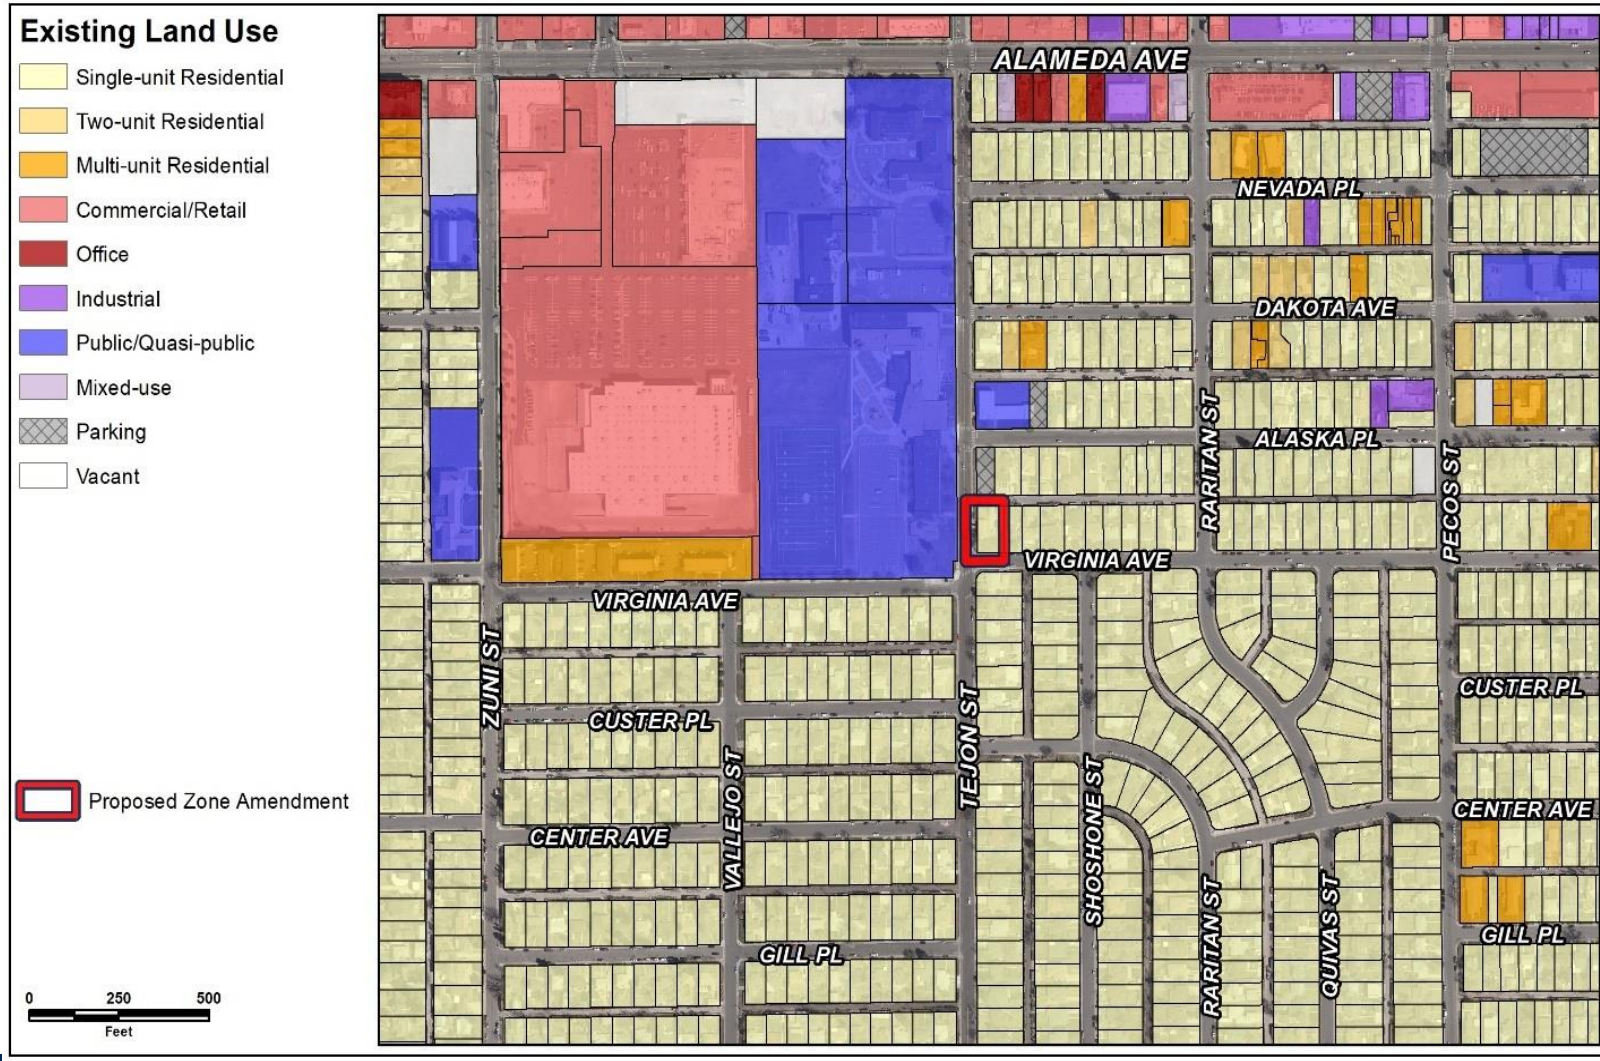 Existing Land Use
Single-unit Residential
Two-unit Residential
Multi-unit Residential
Commercial/Retail
Office
Industrial
Public/Quasi-public
Mixed-use
Parking
Vacant
Proposed Zone Amendment
0 250 500
Feet
ALAMEDA AVE
NEVADA PL
DAKOTA AVE
RARITAN ST
ALASKA PL
PECOS ST
VIRGINIA AVE
VIRGINIA AVE
ZUNI ST
CUSTER PL
TEJON ST
CUSTER PL
VALLEJO ST
SHOSHONE ST
CENTER AVE
CENTER AVE
RARITAN ST
QUIVAS ST
GILL PL
GILL PL